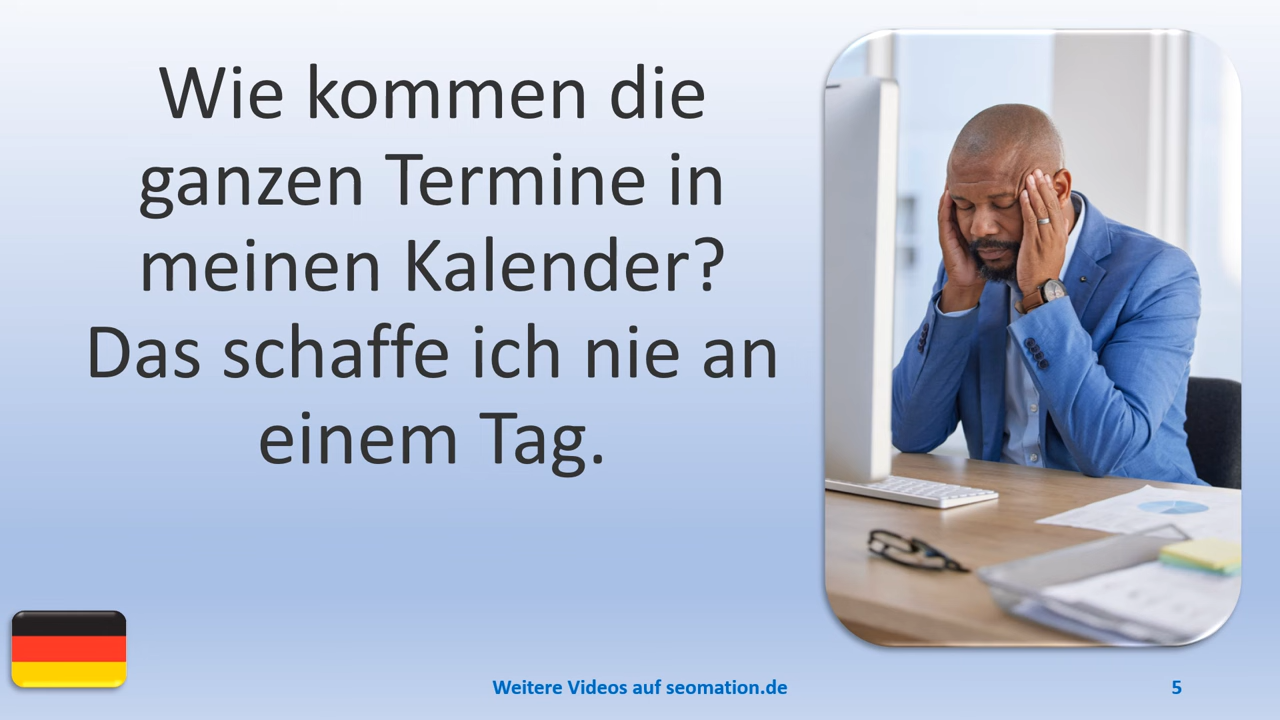 Wie kommen die
ganzen Termine in
meinen Kalender?
Das schaffe ich nie an
einem Tag.
Weitere Videos auf seomation.de
5